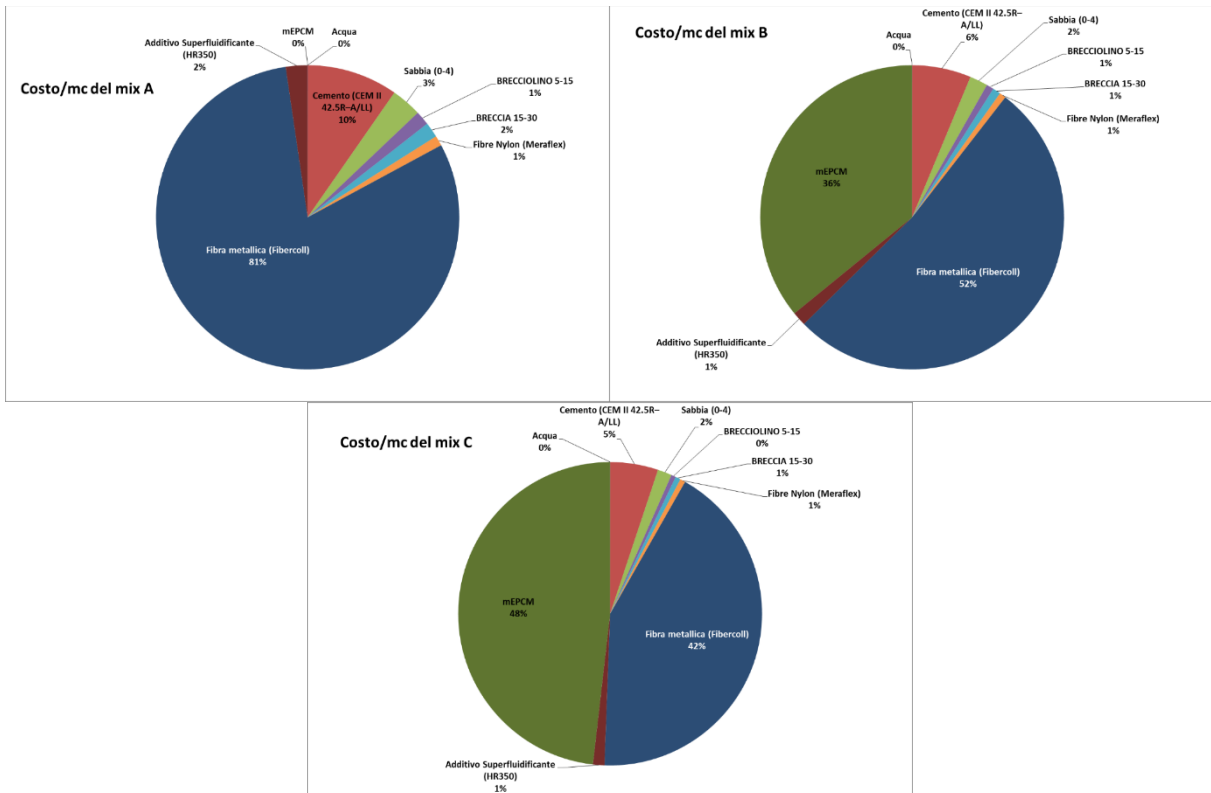 Costo/mc del mix A
mEPCM
0%
Acqua
0%
Additivo Superfluidificante
(HR350)
2%
Cemento (CEM II
42.5R–A/LL)
10%
Sabbia (0-4)
3%
BRECCIOLINO 5-15
1%
BRECCIA 15-30
2%
Fibre Nylon (Meraflex)
1%
Fibra metallica (Fibercoll)
81%
Costo/mc del mix B
Acqua
0%
Cemento (CEM II 42.5R–
A/LL)
6%
Sabbia (0-4)
2%
BRECCIOLINO 5-15
1%
BRECCIA 15-30
1%
Fibre Nylon (Meraflex)
1%
mEPCM
36%
Fibra metallica (Fibercoll)
52%
Additivo Superfluidificante
(HR350)
1%
Costo/mc del mix C
Acqua
0%
Cemento (CEM II 42.5R–
A/LL)
5%
Sabbia (0-4)
2%
BRECCIOLINO 5-15
0%
BRECCIA 15-30
1%
Fibre Nylon (Meraflex)
1%
mEPCM
48%
Fibra metallica (Fibercoll)
42%
Additivo Superfluidificante
(HR350)
1%